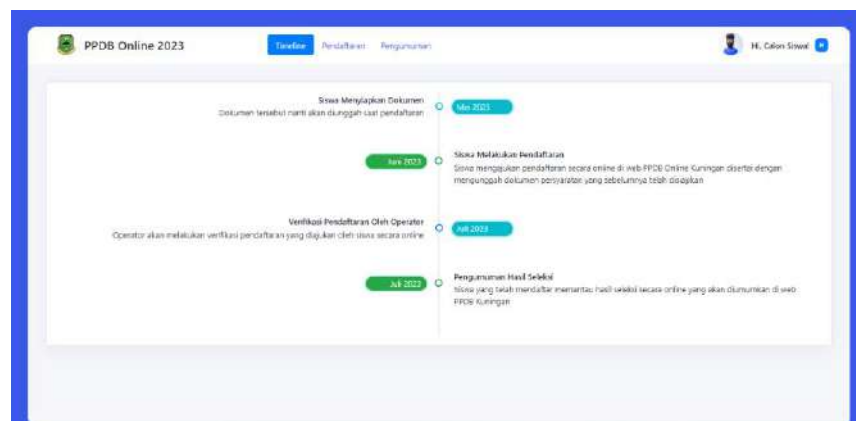 PPDB Online 2023
Timeline
Pendaftaran
Pengumuman
Hi, Calon Siswa!
Siswa Menyiapkan Dokumen
Dokumen tersebut nanti akan diunggah saat pendaftaran
Mei 2023
Juni 2023
Siswa Melakukan Pendaftaran
Siswa mengajukan pendaftaran secara online di web PPDB Online Kuningan disertai dengan
mengunggah dokumen persyaratan yang sebelumnya telah disiapkan
Verifikasi Pendaftaran Oleh Operator
Operator akan melakukan verifikasi pendaftaran yang diajukan oleh siswa secara online
Juli 2023
Juli 2023
Pengumuman Hasil Seleksi
Siswa yang telah mendaftar memantau hasil seleksi secara online yang akan diumumkan di web
PPDB Kuningan